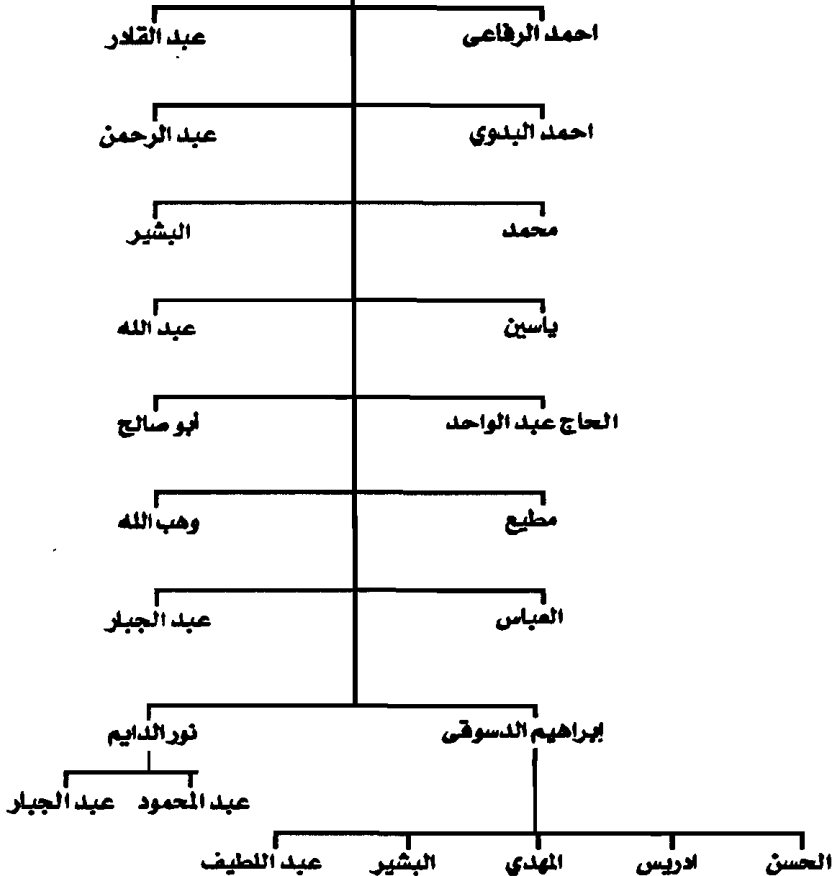 احمد الرفاعى عبد القادر
احمد البدوي عبد الرحمن
محمد البشير
ياسين عبد الله
الحاج عبد الواحد أبو صالح
مطيع وهب الله
العباس عبد الجبار
إبراهيم الدسوقى نور الدايم
عبد المحمود عبد الجبار
الحسن ادريس المهدي البشير عبد اللطيف